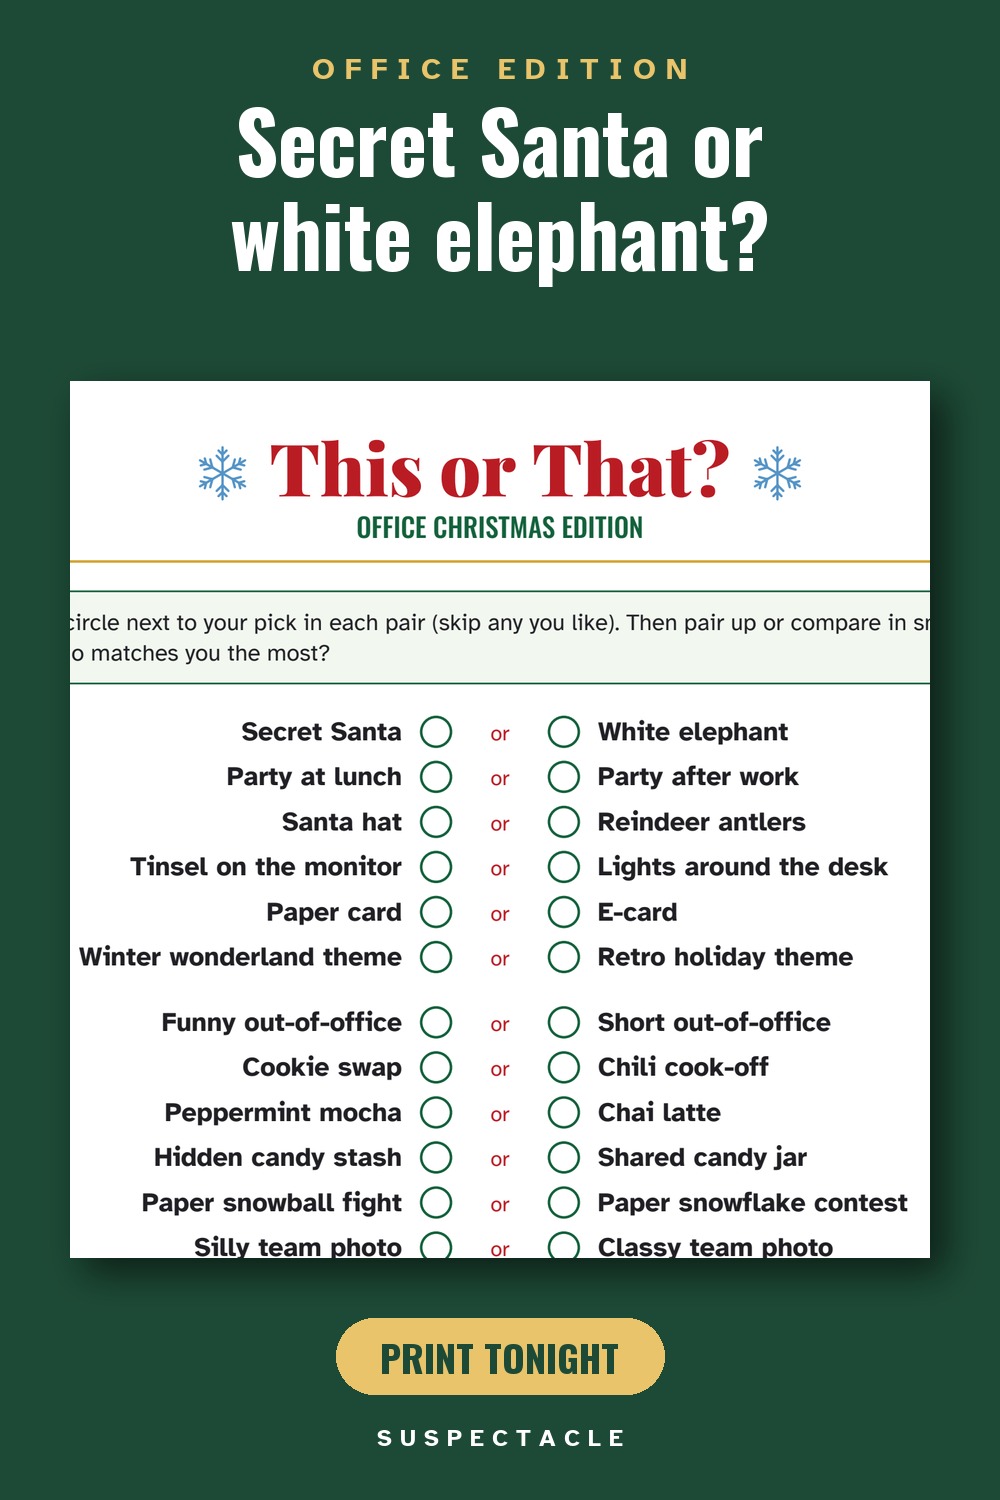 OFFICE EDITION
Secret Santa or
white elephant?
This or That?
OFFICE CHRISTMAS EDITION
circle next to your pick in each pair (skip any you like). Then pair up or compare in
o matches you the most?
Secret Santa or White elephant
Party at lunch or Party after work
Santa hat or Reindeer antlers
Tinsel on the monitor or Lights around the desk
Paper card or E-card
Winter wonderland theme or Retro holiday theme
Funny out-of-office or Short out-of-office
Cookie swap or Chili cook-off
Peppermint mocha or Chai latte
Hidden candy stash or Shared candy jar
Paper snowball fight or Paper snowflake contest
Silly team photo or Classy team photo
PRINT TONIGHT
SUSPECTACLE